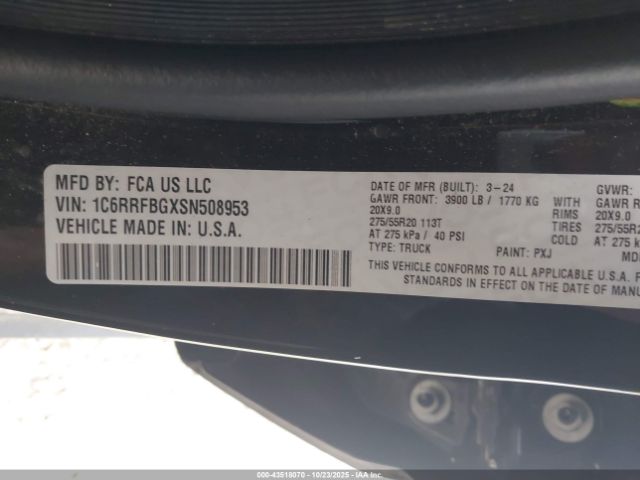 MFD BY: FCA US LLC
VIN: 1C6RRFBGXSN508953
VEHICLE MADE IN: U.S.A.
DATE OF MFR (BUILT): 3-24
GAWR FRONT: 3900 LB / 1770 KG
20X9.0
275/55R20 113T
AT 275 kPa / 40 PSI
TYPE: TRUCK
PAINT: PXJ
THIS VEHICLE CONFORMS TO ALL APPLICABLE U.S.A.
STANDARDS IN EFFECT ON THE DATE OF MANU
WITH
RIMS
TIRES
COLD
GVWR:
GAWR R
20X9.0
275/55R2
AT 275 k
MD
000-43518070 - 10/23/2025 - IAAI.COM